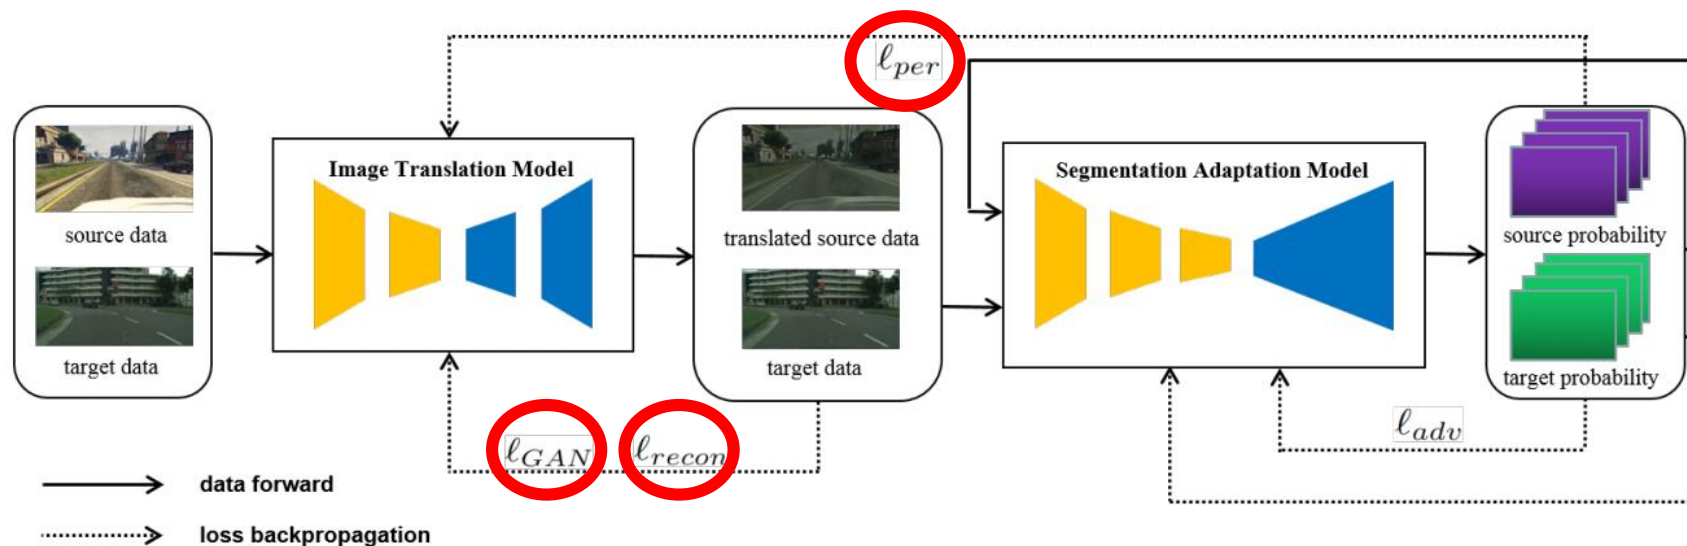 ℓper
Image Translation Model
Segmentation Adaptation Model
source data
target data
translated source data
target data
source probability
target probability
ℓGAN
ℓrecon
ℓadv
data forward
loss backpropagation